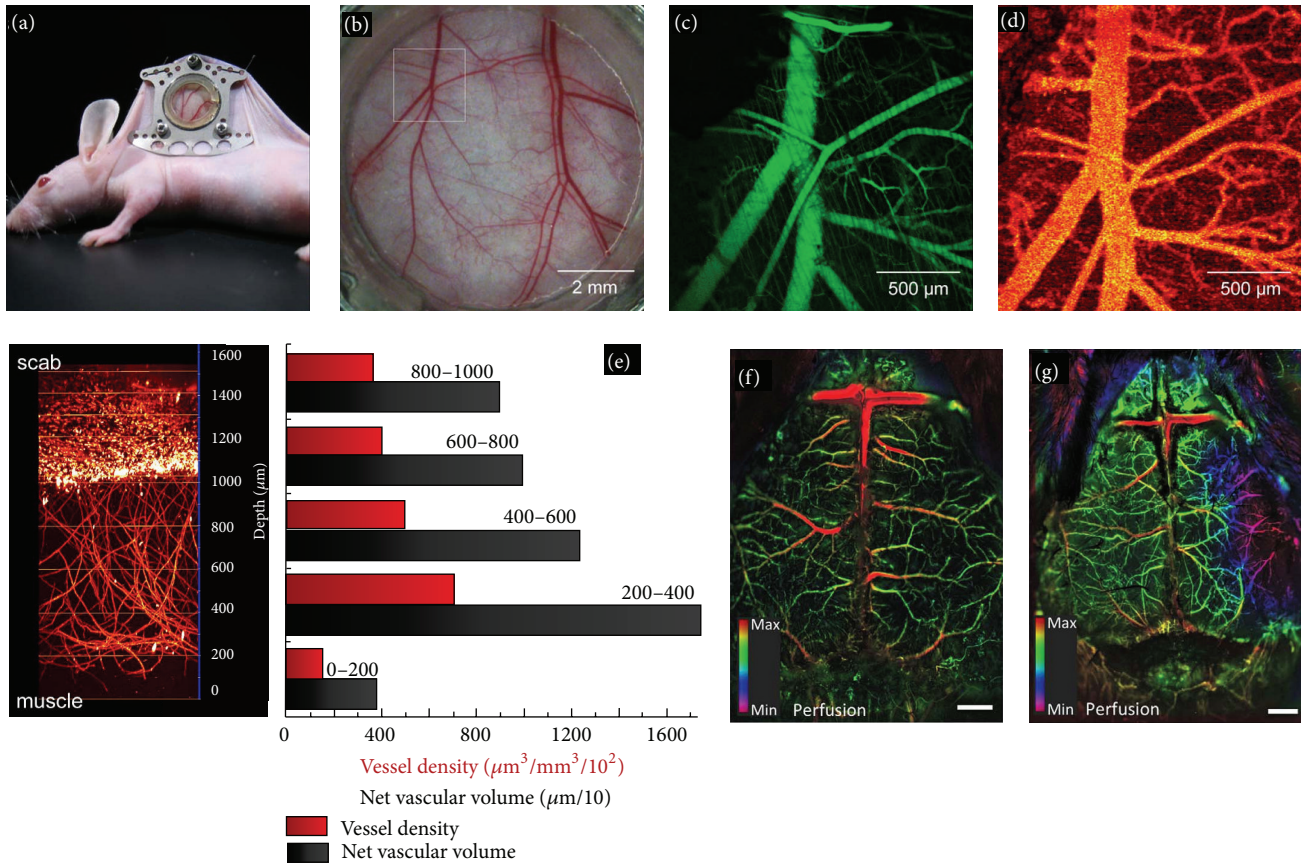 (a)
(b)
2 mm
(c)
500 µm
(d)
500 µm
scab
muscle
1600
1400
1200
1000
800
600
400
200
0
Depth (µm)
(e)
800–1000
600–800
400–600
200–400
0–200
0
400
800
1200
1600
Vessel density (µm³/mm³/10²)
Net vascular volume (µm/10)
Vessel density
Net vascular volume
(f)
Max
Min
Perfusion
(g)
Max
Min
Perfusion